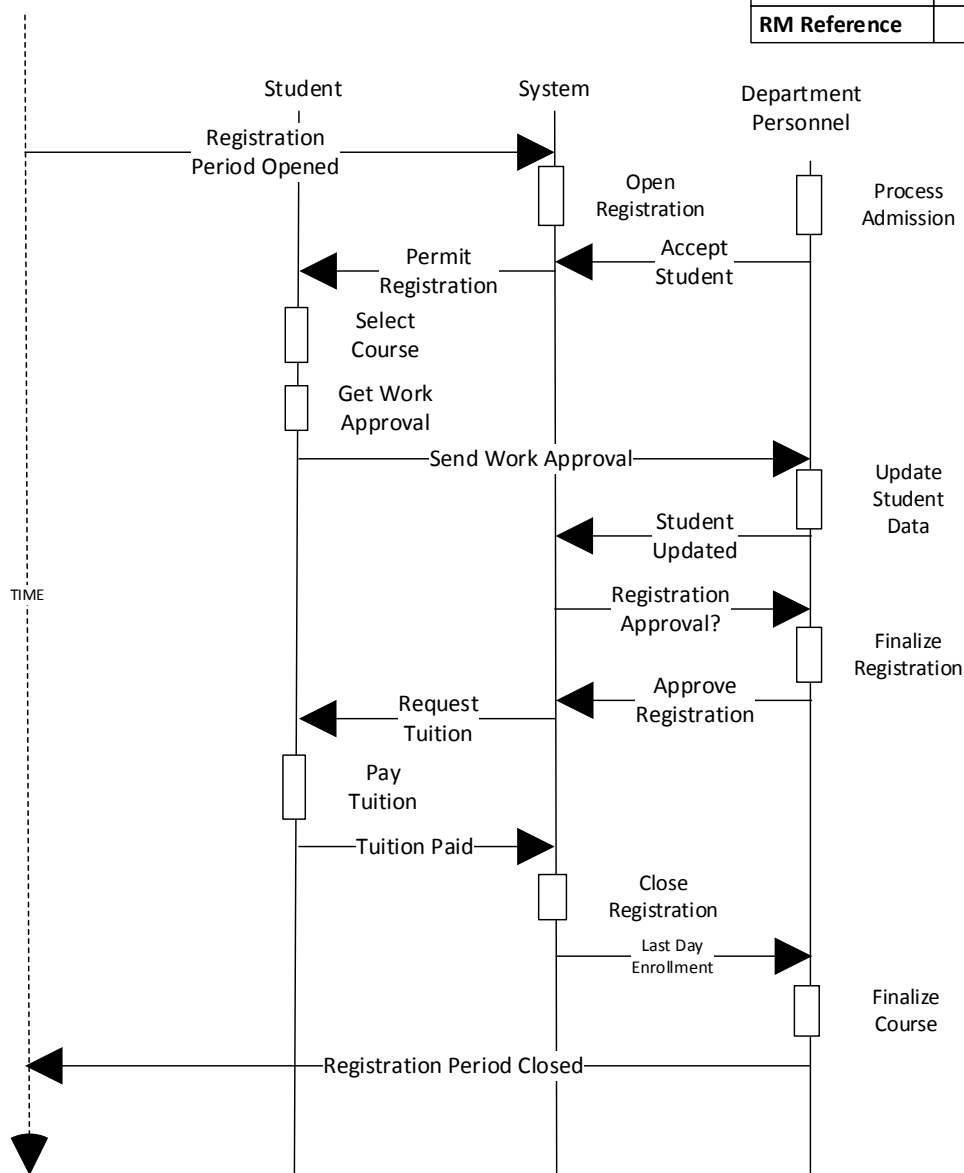 RM Reference
Student
System
Department
Personnel
Registration
Period Opened
Open
Registration
Process
Admission
Accept
Student
Permit
Registration
Select
Course
Get Work
Approval
Send Work Approval
Update
Student
Data
Student
Updated
TIME
Registration
Approval?
Finalize
Registration
Approve
Registration
Request
Tuition
Pay
Tuition
Tuition Paid
Close
Registration
Last Day
Enrollment
Finalize
Course
Registration Period Closed